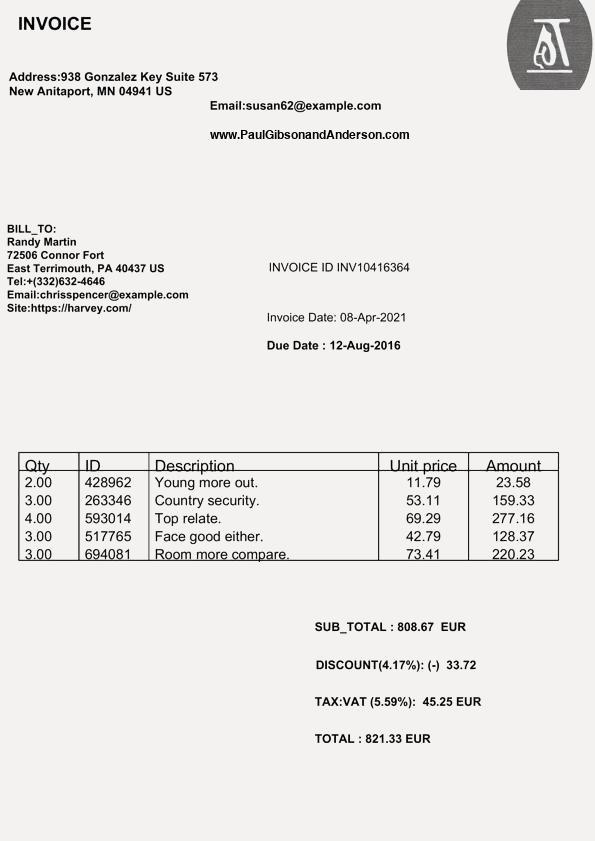 INVOICE
Address:938 Gonzalez Key Suite 573
New Anitaport, MN 04941 US
Email:susan62@example.com
www.PaulGibsonandAnderson.com
BILL_TO:
Randy Martin
72506 Connor Fort
East Terrimouth, PA 40437 US
Tel:+(332)632-4646
Email:chrisspencer@example.com
Site:https://harvey.com/
INVOICE ID INV10416364
Invoice Date: 08-Apr-2021
Due Date : 12-Aug-2016
Qty ID Description Unit price Amount
2.00 428962 Young more out. 11.79 23.58
3.00 263346 Country security. 53.11 159.33
4.00 593014 Top relate. 69.29 277.16
3.00 517765 Face good either. 42.79 128.37
3.00 694081 Room more compare. 73.41 220.23
SUB_TOTAL : 808.67 EUR
DISCOUNT(4.17%): (-) 33.72
TAX:VAT (5.59%): 45.25 EUR
TOTAL : 821.33 EUR